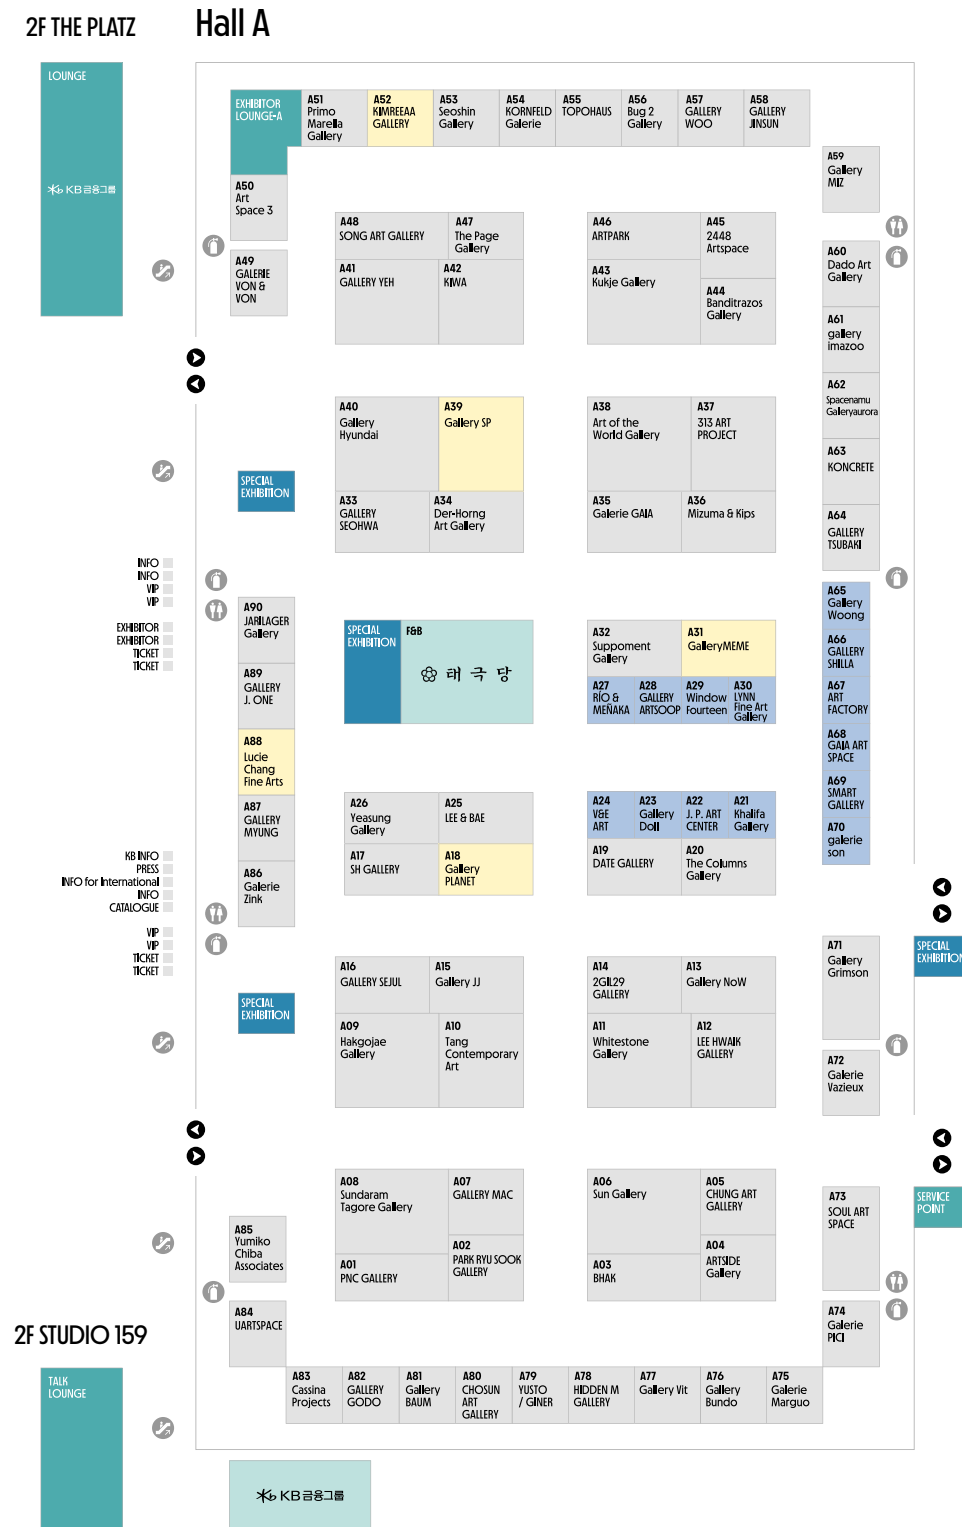 2F THE PLATZ
Hall A
LOUNGE
KB금융그룹
EXHIBITOR
LOUNGE-A
A51
Primo
Marella
Gallery
A52
KIMREEAA
GALLERY
A53
Seoshin
Gallery
A54
KORNFELD
Galerie
A55
TOPOHAUS
A56
Bug 2
Gallery
A57
GALLERY
WOO
A58
GALLERY
JINSUN
A59
Gallery
MIZ
A50
Art
Space 3
A49
GALERIE
VON &
VON
A48
SONG ART GALLERY
A47
The Page
Gallery
A46
ARTPARK
A45
2448
Artspace
A41
GALLERY YEH
A42
KIWA
A43
Kukje Gallery
A44
Banditrazos
Gallery
A60
Dado Art
Gallery
A61
gallery
imazoo
A62
Spacenamu
Galleryaurora
A63
KONCRETE
A64
GALLERY
TSUBAKI
A40
Gallery
Hyundai
A39
Gallery SP
A38
Art of the
World Gallery
A37
313 ART
PROJECT
SPECIAL
EXHIBITION
A33
GALLERY
SEOHWA
A34
Der-Horng
Art Gallery
A35
Galerie GAIA
A36
Mizuma & Kips
INFO
INFO
VIP
VIP
EXHIBITOR
EXHIBITOR
TICKET
TICKET
A90
JARILAGER
Gallery
A89
GALLERY
J. ONE
A88
Lucie
Chang
Fine Arts
A87
GALLERY
MYUNG
A86
Galerie
Zink
SPECIAL
EXHIBITION
F&B
태극당
A32
Suppoment
Gallery
A31
GalleryMEME
A27
RÍO &
MEÑAKA
A28
GALLERY
ARTSOOP
A29
Window
Fourteen
A30
LYNN
Fine Art
Gallery
A65
Gallery
Woong
A66
GALLERY
SHILLA
A67
ART
FACTORY
A68
GAIA ART
SPACE
A69
SMART
GALLERY
A70
galerie
son
A26
Yeasung
Gallery
A25
LEE & BAE
A24
V&E
ART
A23
Gallery
Doll
A22
J. P. ART
CENTER
A21
Khalifa
Gallery
A17
SH GALLERY
A18
Gallery
PLANET
A19
DATE GALLERY
A20
The Columns
Gallery
KB INFO
PRESS
INFO for International
INFO
CATALOGUE
VIP
VIP
TICKET
TICKET
A71
Gallery
Grimson
SPECIAL
EXHIBITION
A16
GALLERY SEJUL
A15
Gallery JJ
A14
2GIL29
GALLERY
A13
Gallery NoW
SPECIAL
EXHIBITION
A09
Hakgojae
Gallery
A10
Tang
Contemporary
Art
A11
Whitestone
Gallery
A12
LEE HWAIK
GALLERY
A72
Galerie
Vazieux
A08
Sundaram
Tagore Gallery
A07
GALLERY MAC
A06
Sun Gallery
A05
CHUNG ART
GALLERY
A73
SOUL ART
SPACE
SERVICE
POINT
A85
Yumiko
Chiba
Associates
A01
PNC GALLERY
A02
PARK RYU SOOK
GALLERY
A03
BHAK
A04
ARTSIDE
Gallery
A84
UARTSPACE
A74
Galerie
PICI
2F STUDIO 159
TALK
LOUNGE
A83
Cassina
Projects
A82
GALLERY
GODO
A81
Gallery
BAUM
A80
CHOSUN
ART
GALLERY
A79
YUSTO
/ GINER
A78
HIDDEN M
GALLERY
A77
Gallery Vit
A76
Gallery
Bundo
A75
Galerie
Marguo
KB금융그룹